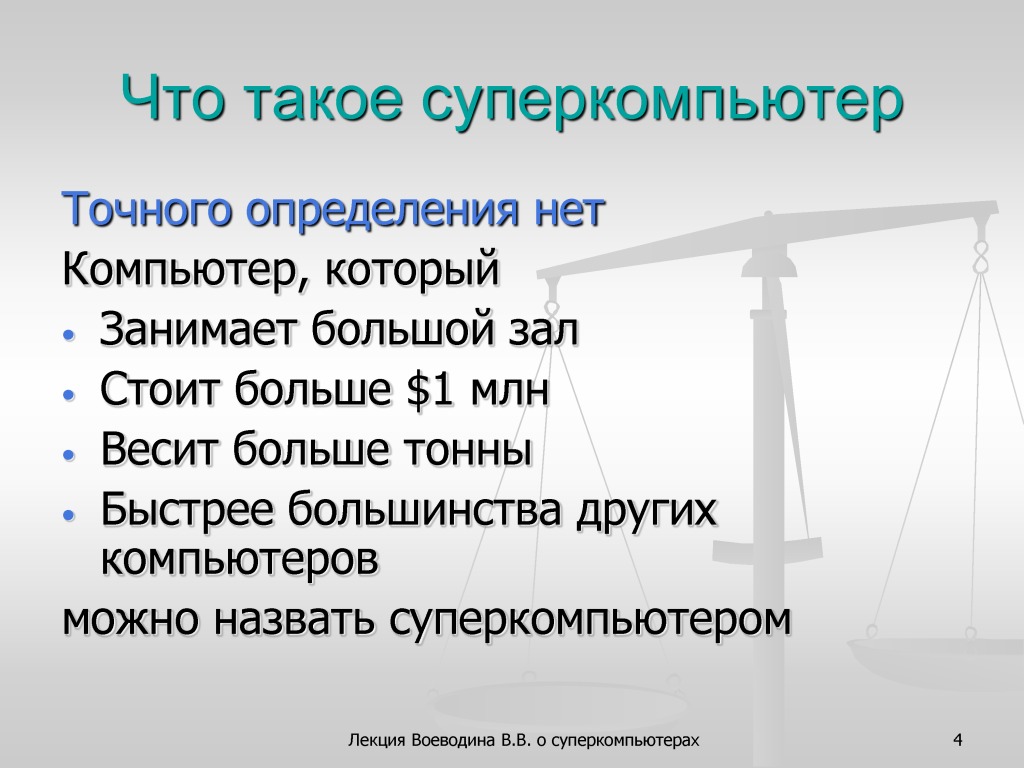 Что такое суперкомпьютер
Точного определения нет
Компьютер, который
• Занимает большой зал
• Стоит больше $1 млн
• Весит больше тонны
• Быстрее большинства других
компьютеров
можно назвать суперкомпьютером
Лекция Воеводина В.В. о суперкомпьютерах 4